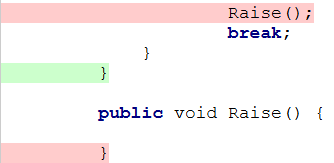 Raise();
break;
}
}
public void Raise() {
}